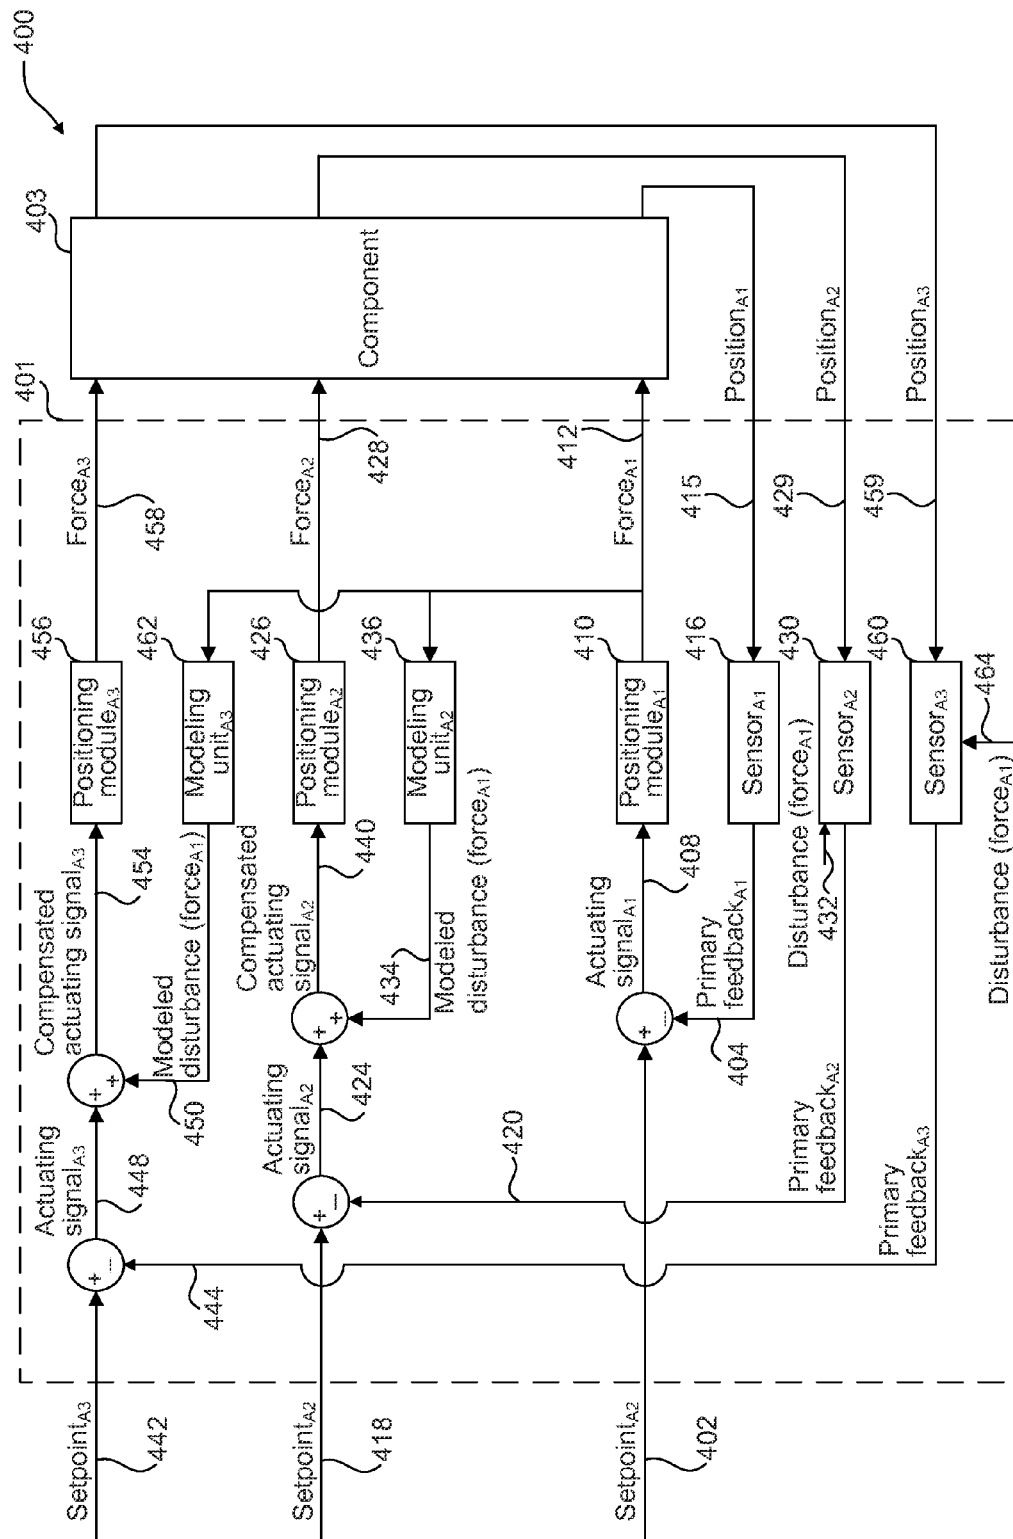 400
403
401
Component
Force_A3
458
Force_A2
428
Force_A1
412
Position_A1
415
Position_A2
429
Position_A3
459
456
Positioning
module_A3
462
Modeling
unit_A3
426
Positioning
module_A2
436
Modeling
unit_A2
410
Positioning
module_A1
416
Sensor_A1
430
Sensor_A2
460
Sensor_A3
464
Disturbance (force_A1)
Disturbance (force_A1)
432
Compensated
actuating signal_A3
454
Modeled
disturbance (force_A1)
450
Compensated
actuating
signal_A2
440
434
Modeled
disturbance (force_A1)
Actuating
signal_A1
408
Primary
feedback_A1
404
Actuating
signal_A3
448
Actuating
signal_A2
424
420
Primary
feedback_A2
Primary
feedback_A3
444
+ +
+ +
+ −
+ −
+ −
Setpoint_A3
442
Setpoint_A2
418
Setpoint_A2
402